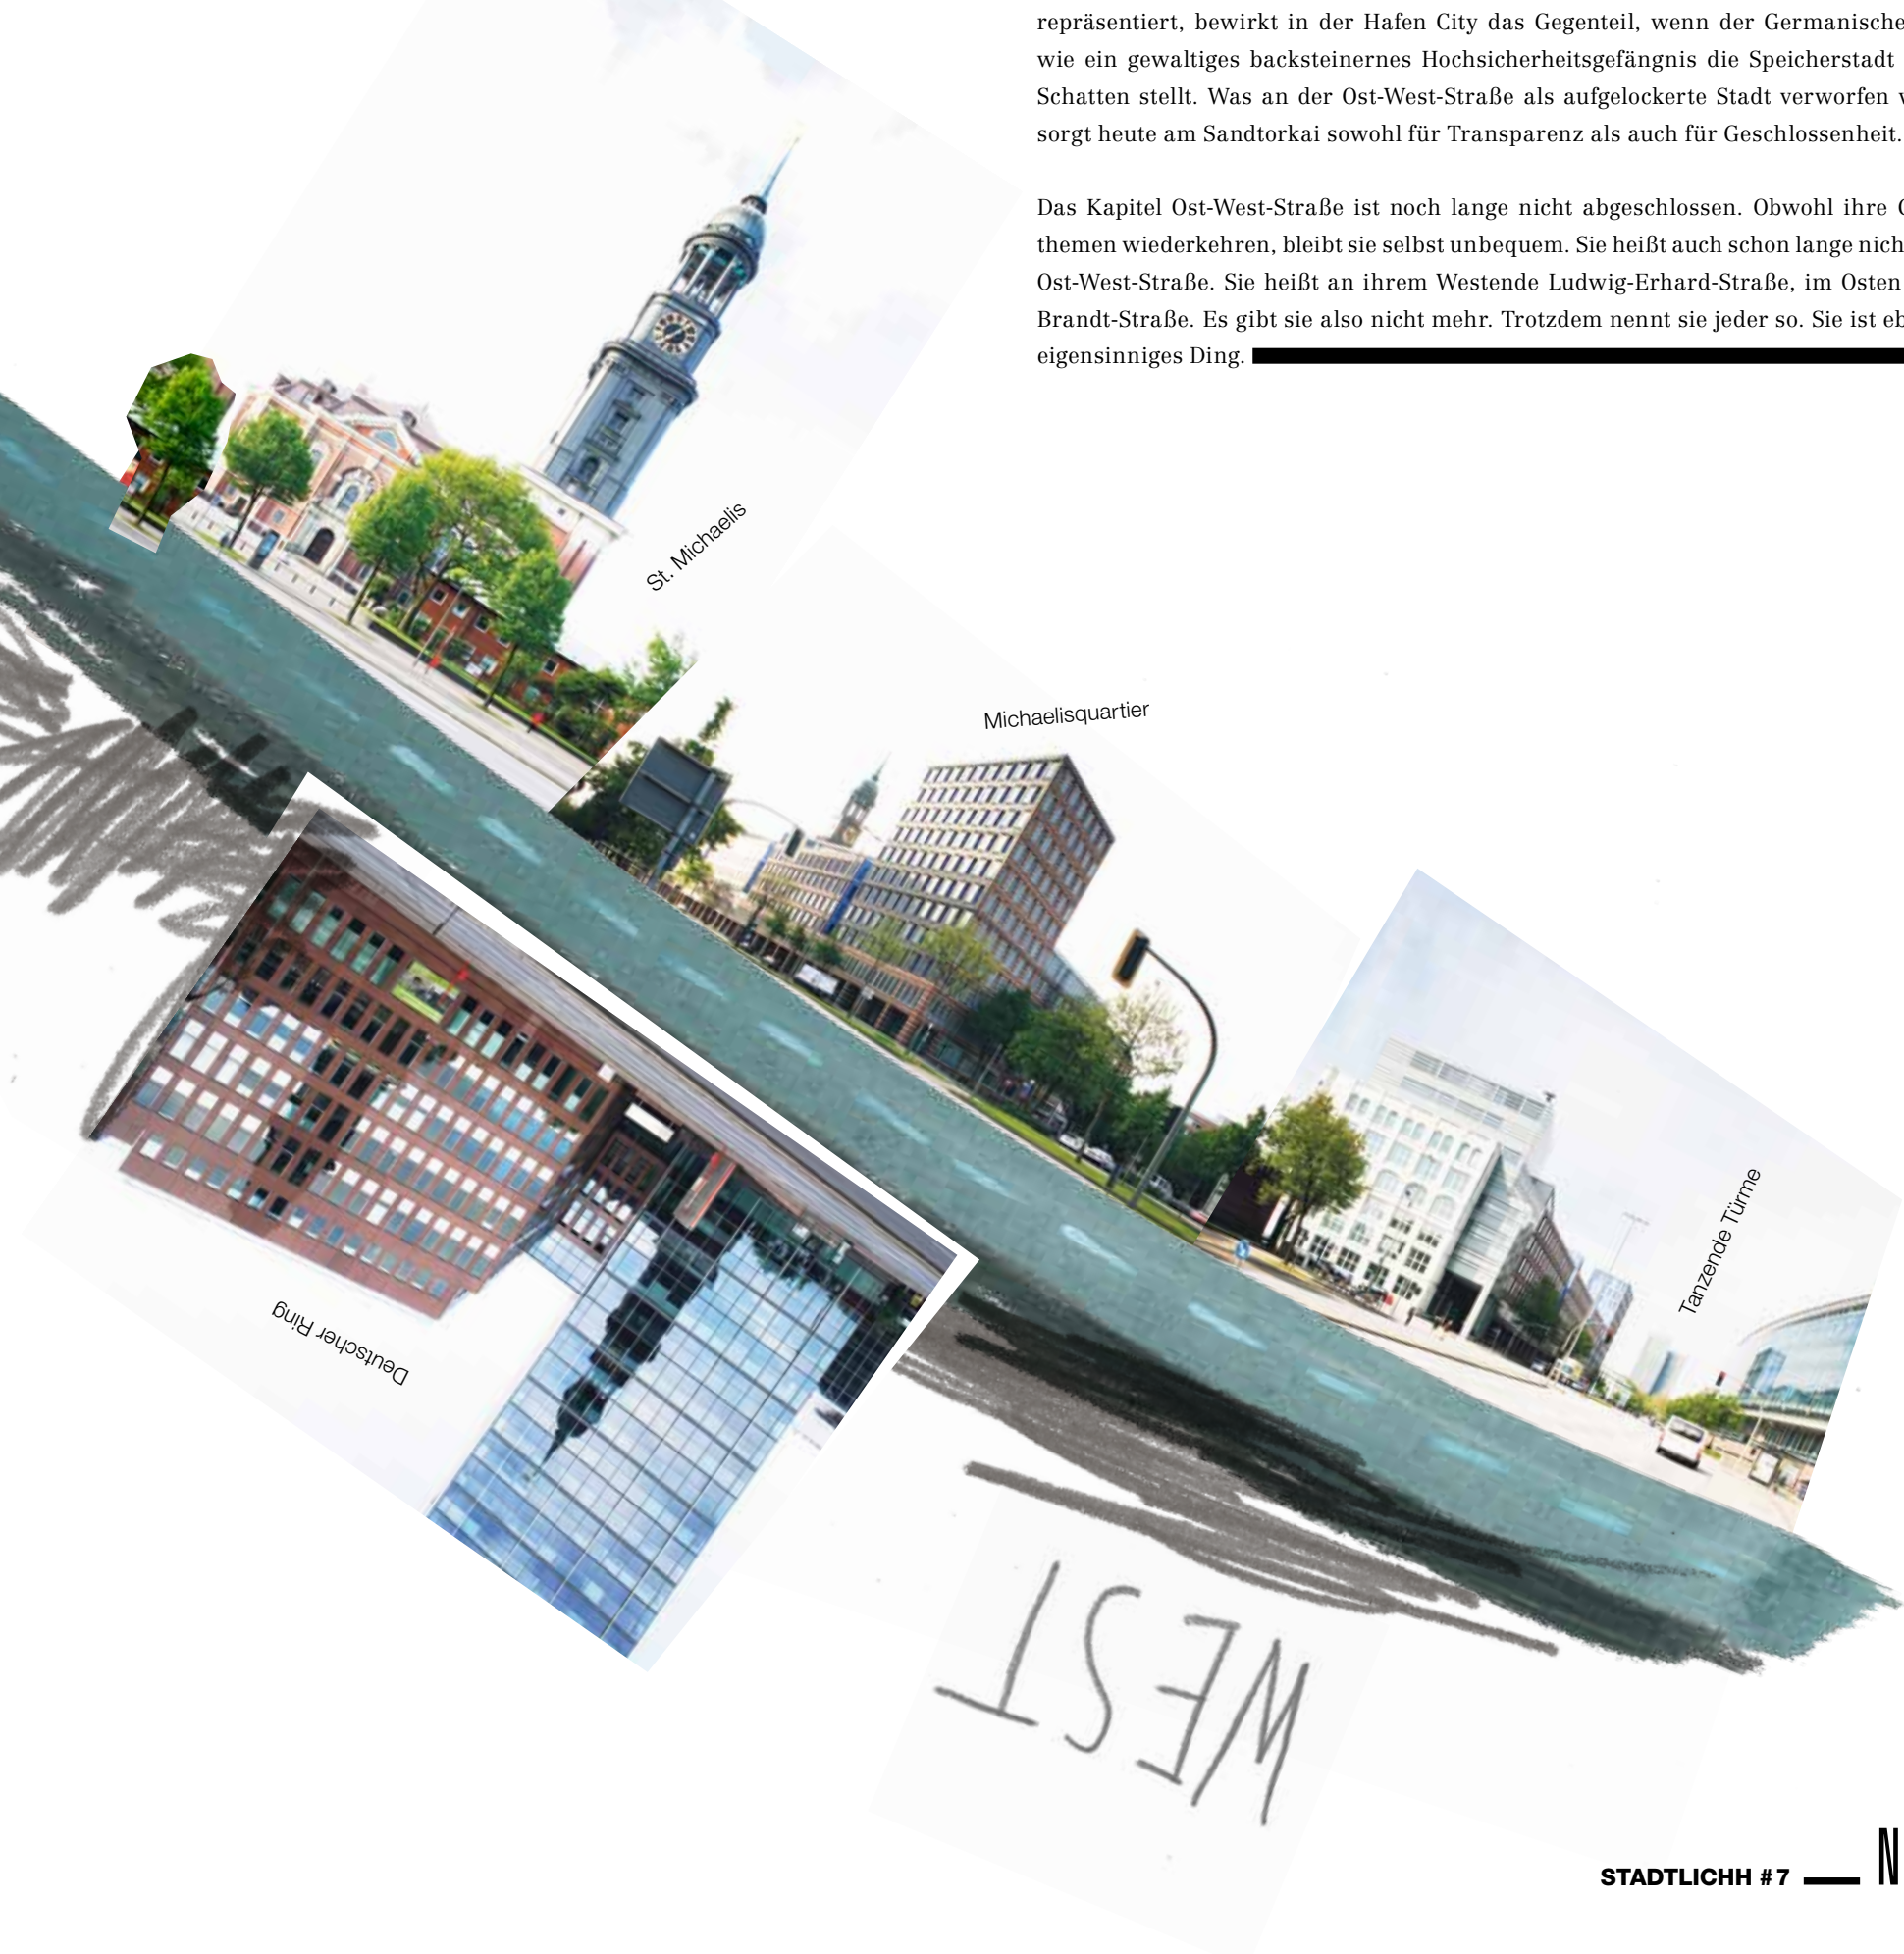 repräsentiert, bewirkt in der Hafen City das Gegenteil, wenn der Germanische
wie ein gewaltiges backsteinernes Hochsicherheitsgefängnis die Speicherstadt
Schatten stellt. Was an der Ost-West-Straße als aufgelockerte Stadt verworfen
sorgt heute am Sandtorkai sowohl für Transparenz als auch für Geschlossenheit.
Das Kapitel Ost-West-Straße ist noch lange nicht abgeschlossen. Obwohl ihre
themen wiederkehren, bleibt sie selbst unbequem. Sie heißt auch schon lange
Ost-West-Straße. Sie heißt an ihrem Westende Ludwig-Erhard-Straße, im Osten
Brandt-Straße. Es gibt sie also nicht mehr. Trotzdem nennt sie jeder so. Sie ist
eigensinniges Ding.
St. Michaelis
Michaelisquartier
Tanzende Türme
Deutscher Ring
WEST
STADTLICHH #7